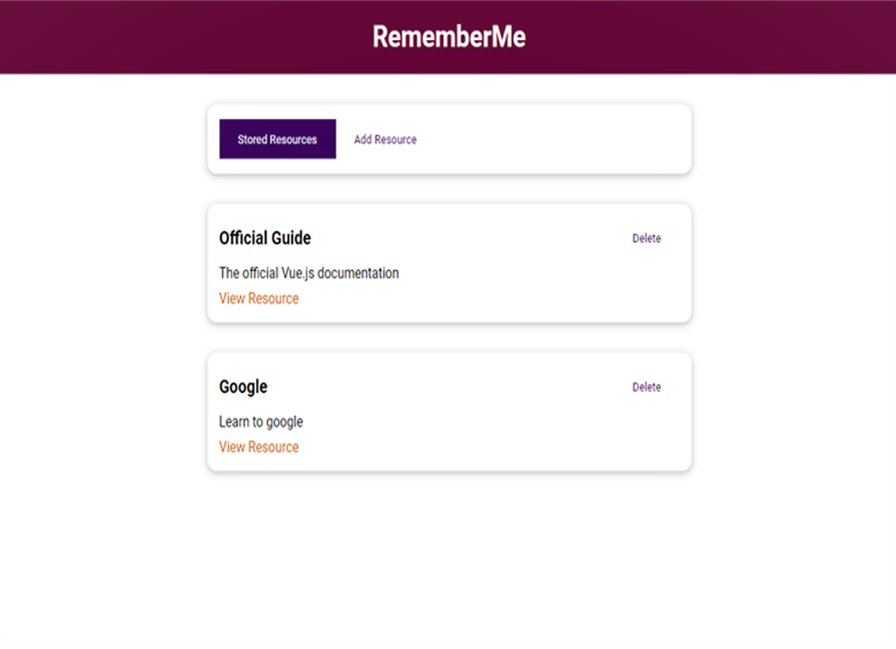 RememberMe
Stored Resources Add Resource
Official Guide Delete
The official Vue.js documentation
View Resource
Google Delete
Learn to google
View Resource